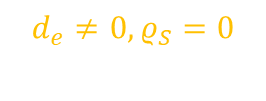 d_e ≠ 0, ϱ_S = 0